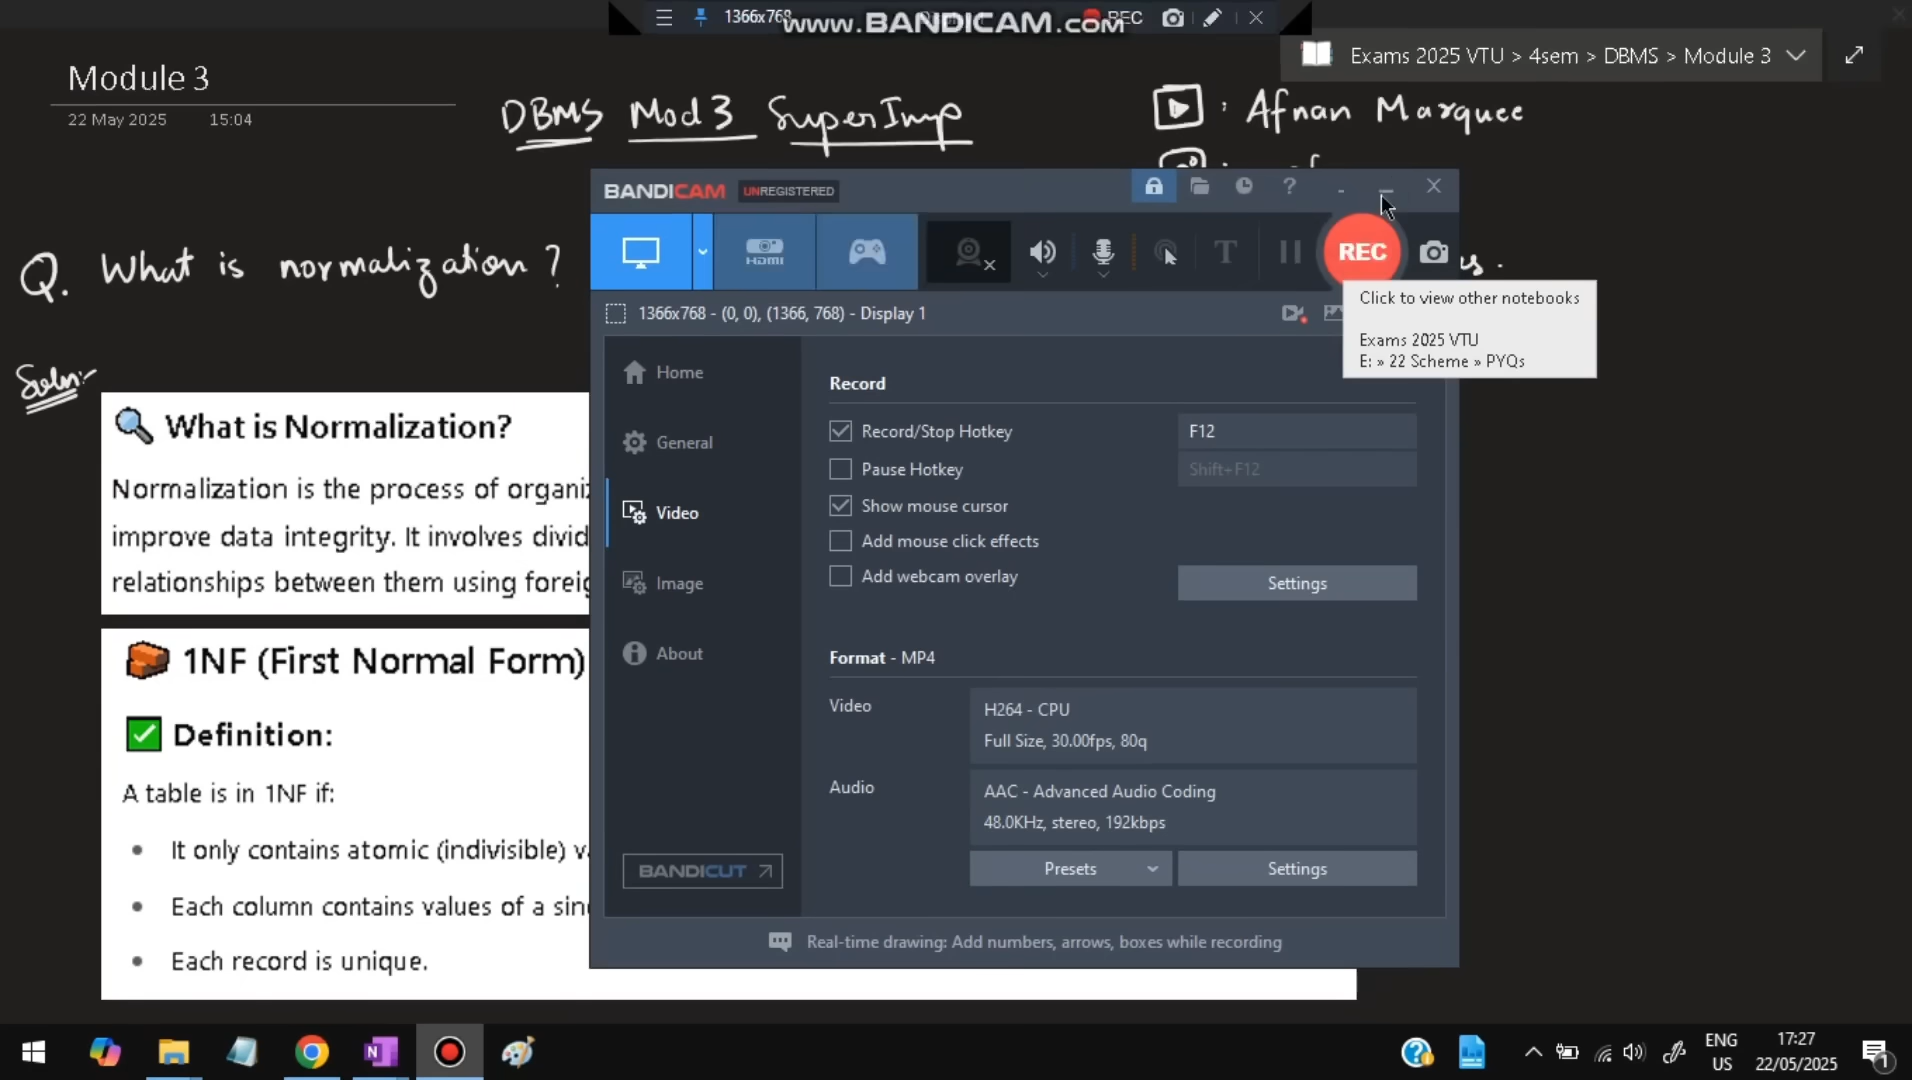 1366x768
REC
www.BANDICAM.com
Module 3
22 May 2025 15:04
DBMS Mod 3 SuperImp
Exams 2025 VTU > 4sem > DBMS > Module 3
: Afnan Marquee
BANDICAM UNREGISTERED
?
HDMI
T
REC
Q. What is normalization?
Click to view other notebooks
Exams 2025 VTU
E: » 22 Scheme » PYQs
1366x768 - (0, 0), (1366, 768) - Display 1
Soln:-
Home
General
Video
Image
About
BANDICUT
Record
Record/Stop Hotkey F12
Pause Hotkey Shift+F12
Show mouse cursor
Add mouse click effects
Add webcam overlay Settings
Format - MP4
Video H264 - CPU
Full Size, 30.00fps, 80q
Audio AAC - Advanced Audio Coding
48.0KHz, stereo, 192kbps
Presets Settings
Real-time drawing: Add numbers, arrows, boxes while recording
What is Normalization?
Normalization is the process of
improve data integrity. It involves
relationships between them using
1NF (First Normal Form)
Definition:
A table is in 1NF if:
• It only contains atomic (indivisible)
• Each column contains values of a
• Each record is unique.
ENG
US
17:27
22/05/2025
1